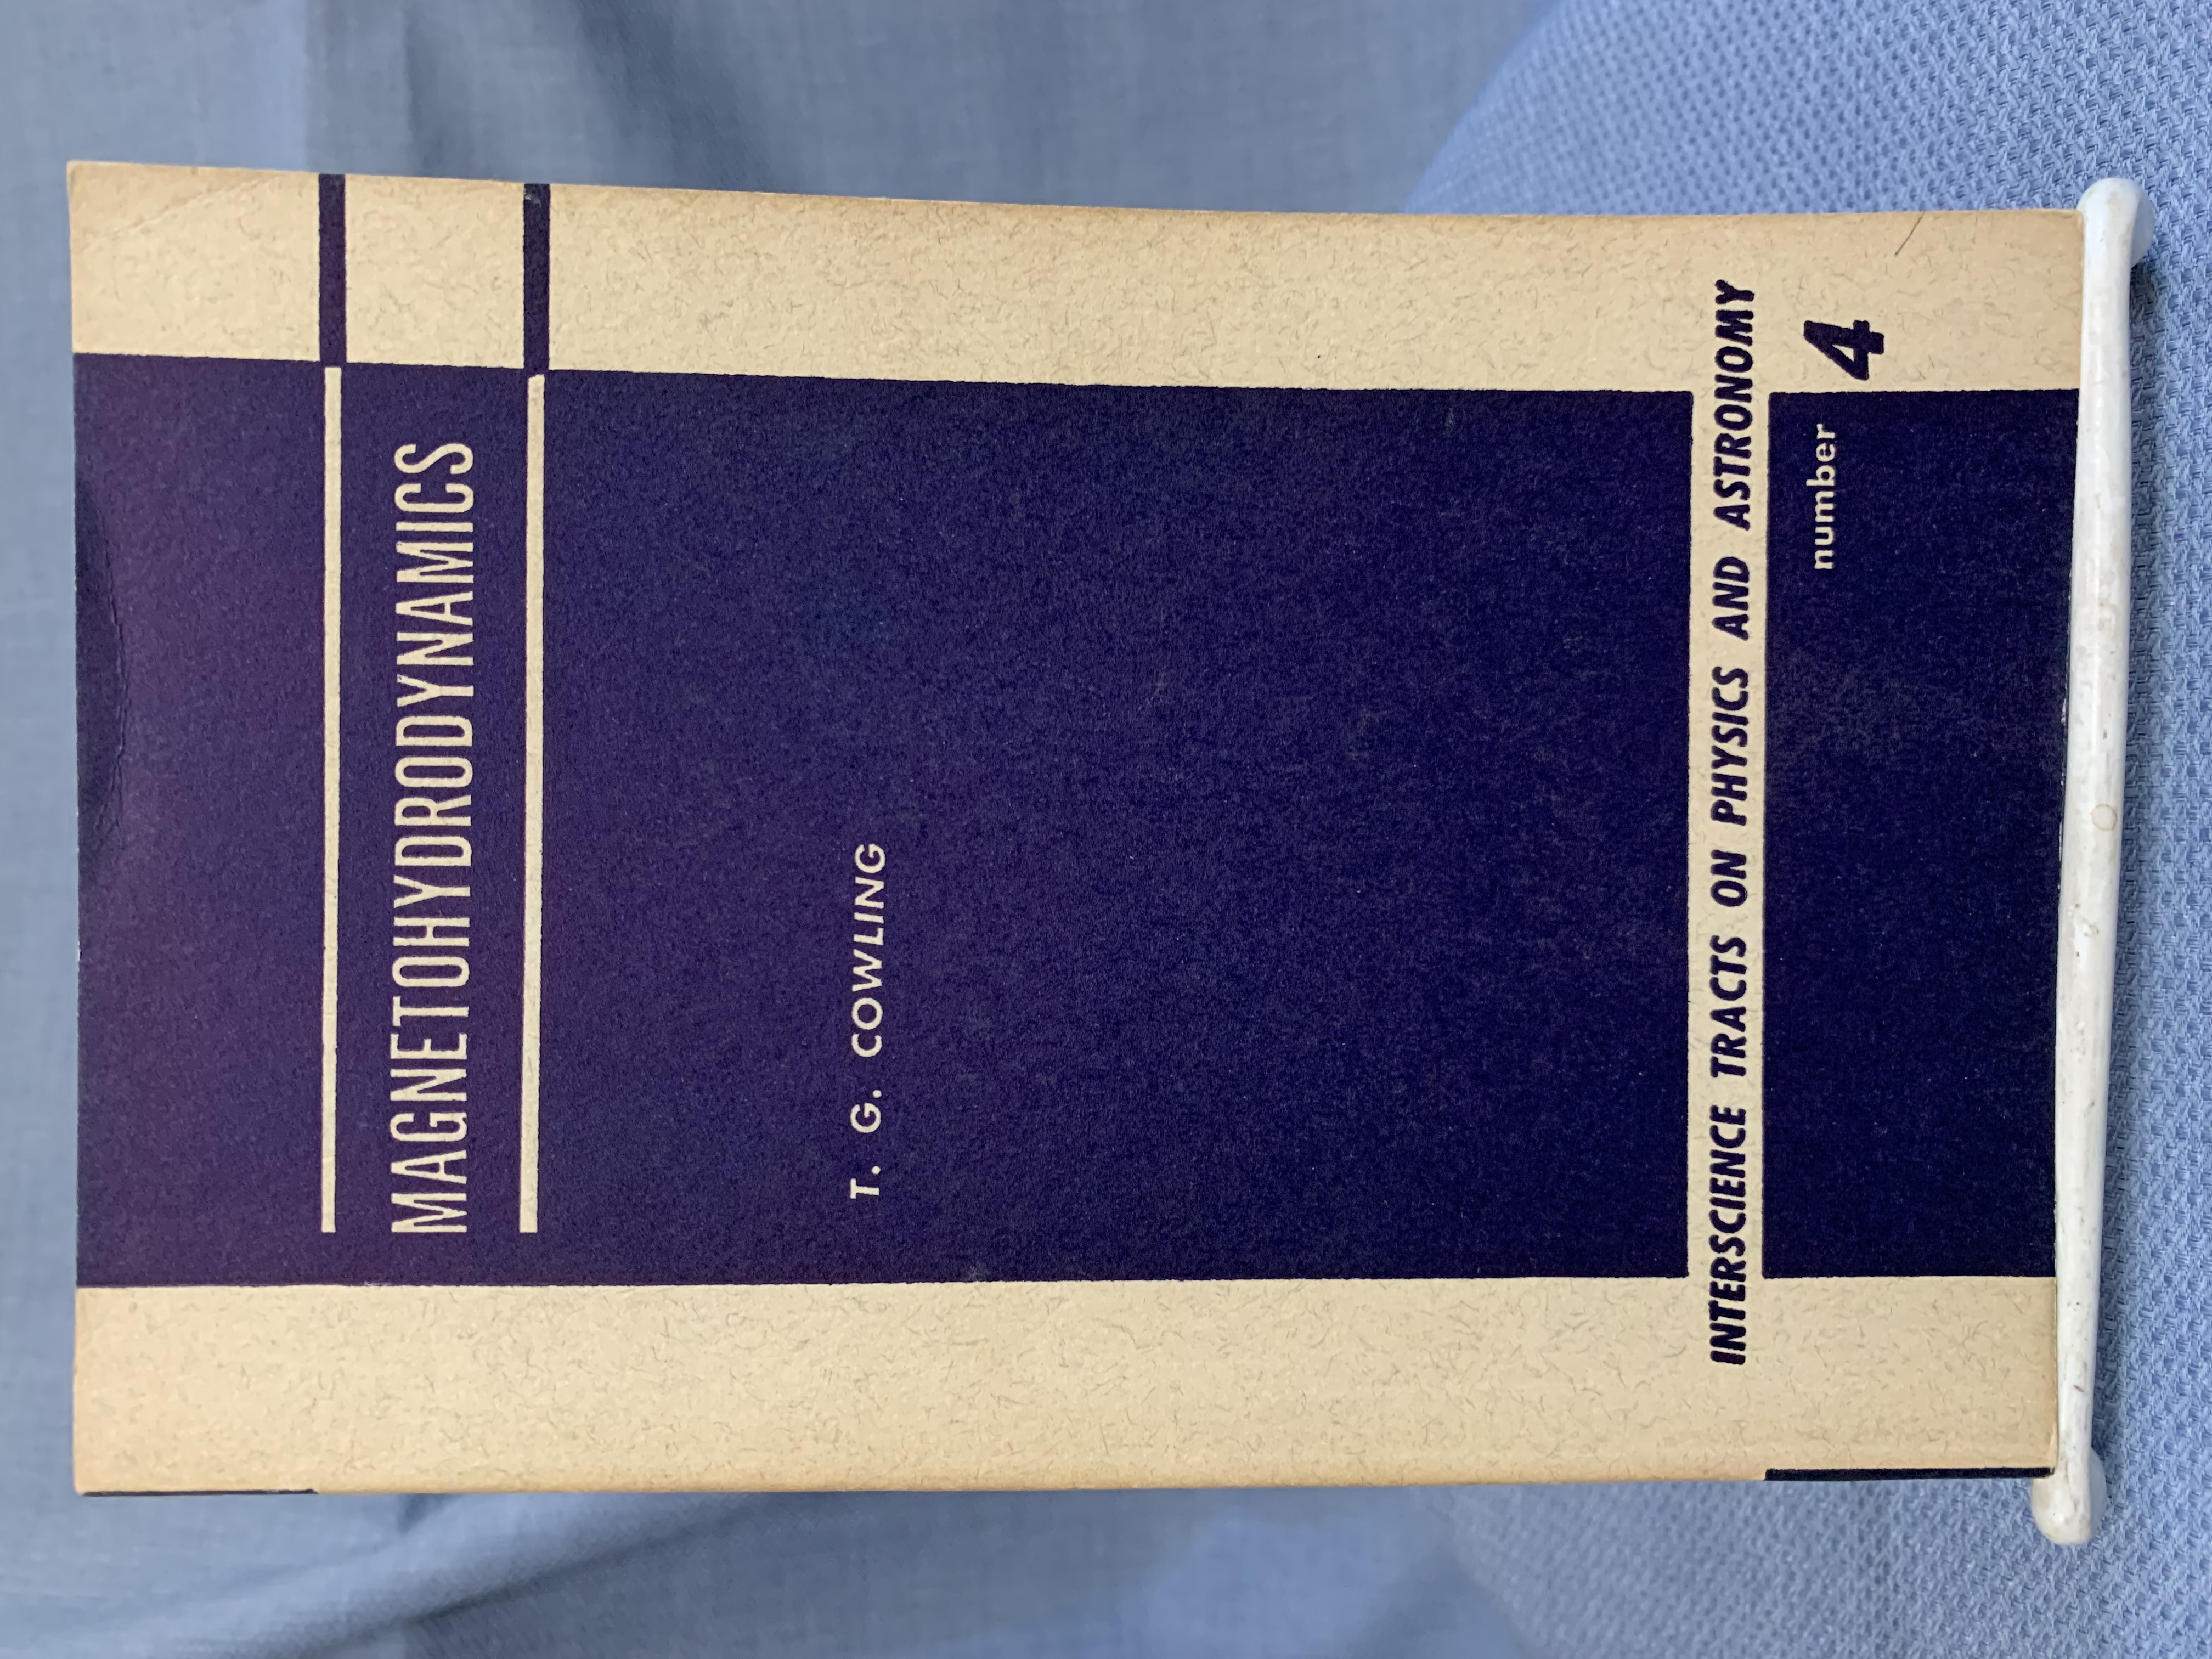 MAGNETOHYDRODYNAMICS
T. G. COWLING
INTERSCIENCE TRACTS ON PHYSICS AND ASTRONOMY
number 4